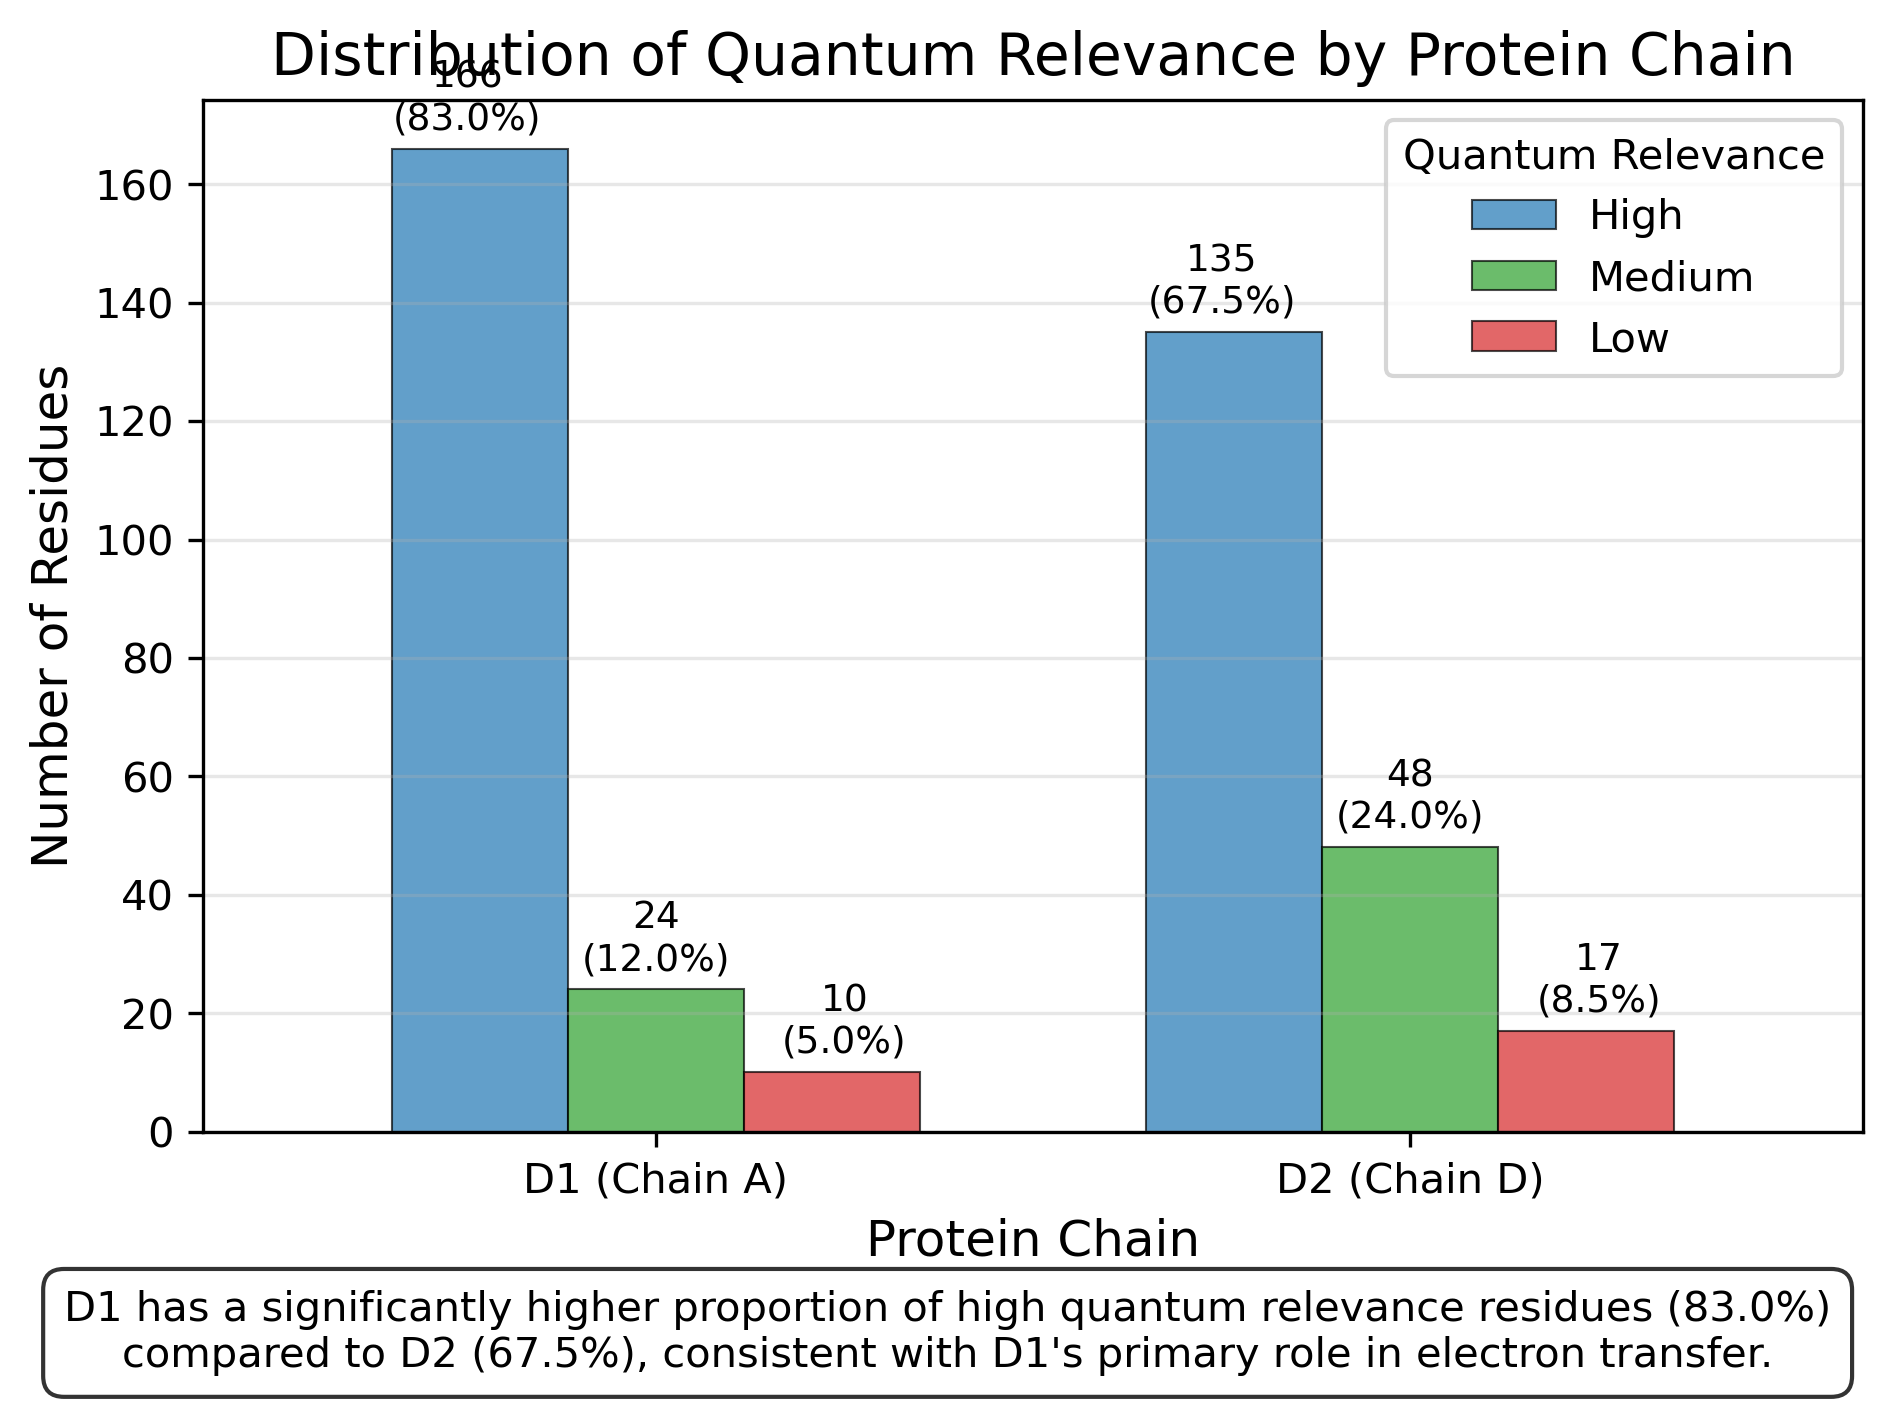 Distribution of Quantum Relevance by Protein Chain
166
(83.0%)
Quantum Relevance
High
Medium
Low
135
(67.5%)
48
(24.0%)
24
(12.0%)
17
(8.5%)
10
(5.0%)
160
140
120
100
80
60
40
20
0
Number of Residues
D1 (Chain A)
D2 (Chain D)
Protein Chain
D1 has a significantly higher proportion of high quantum relevance residues (83.0%)
compared to D2 (67.5%), consistent with D1's primary role in electron transfer.